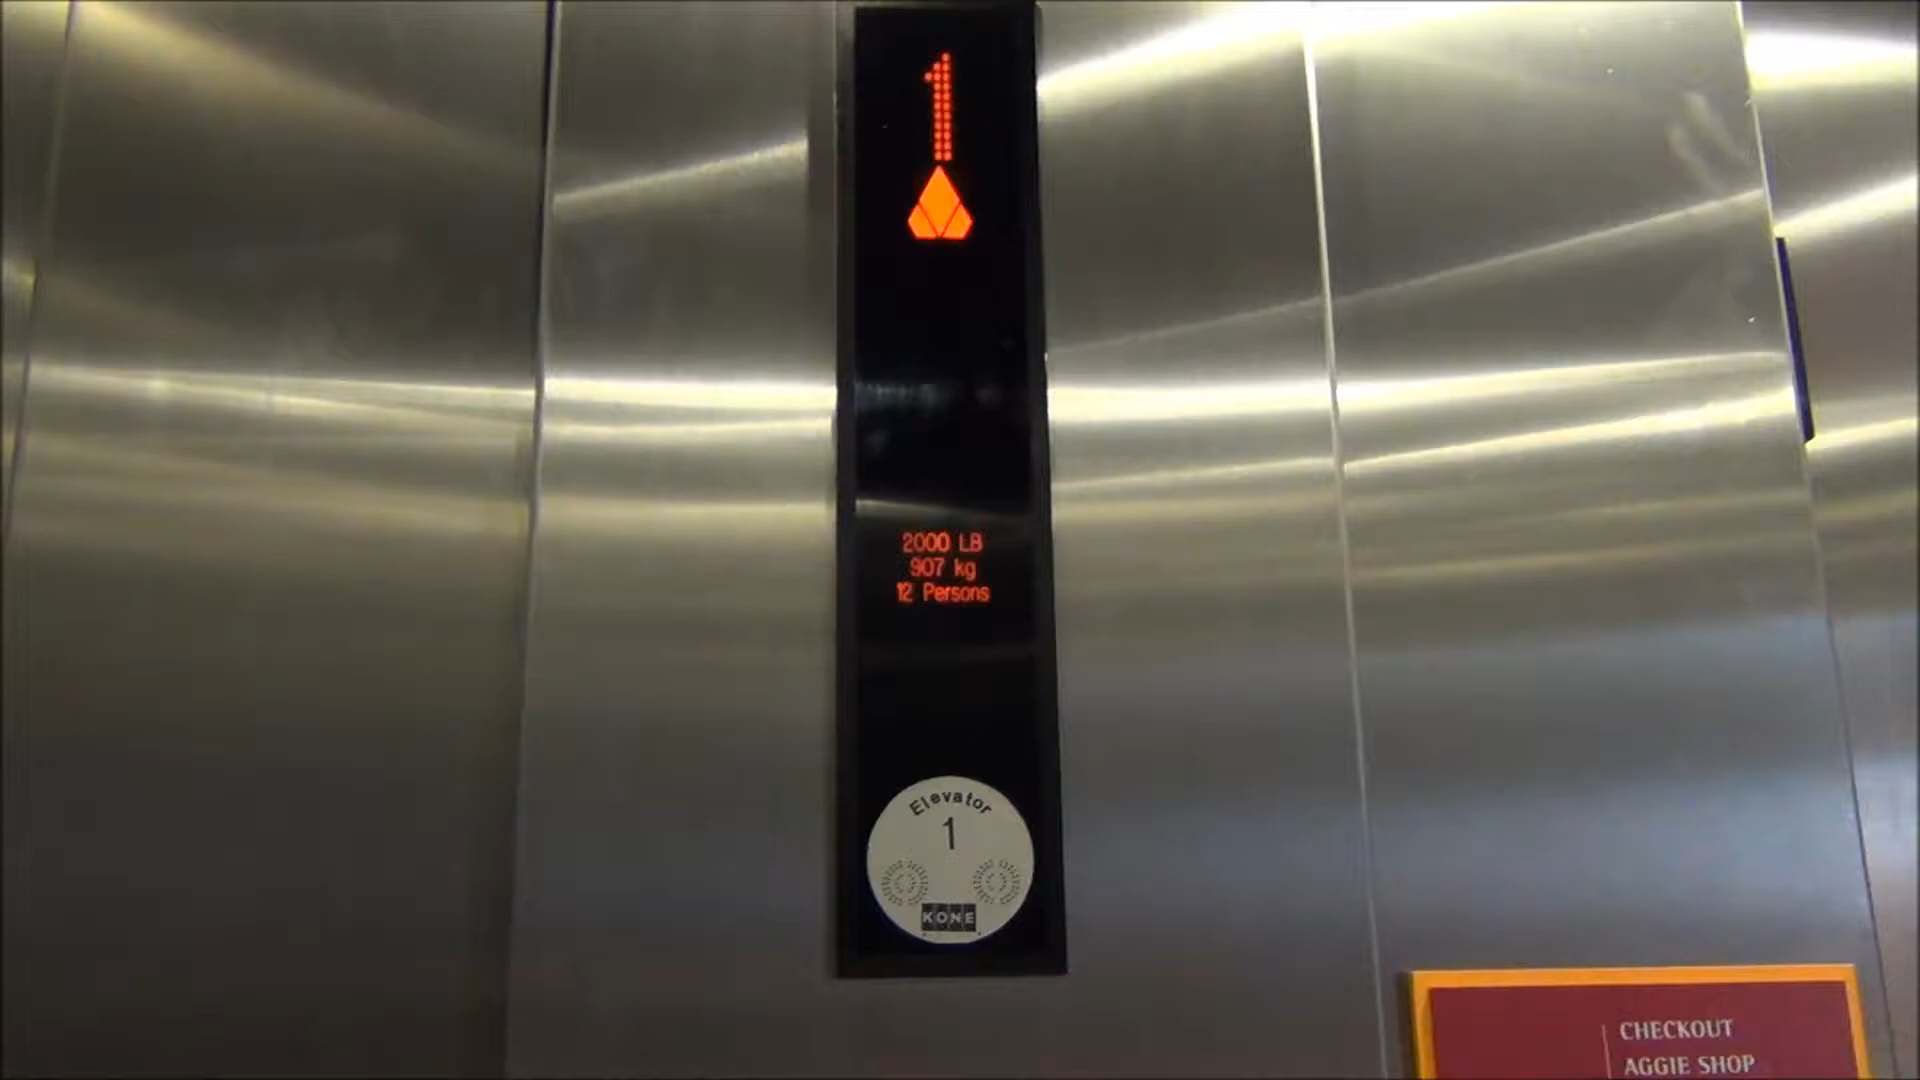 1
2000 LB
907 kg
12 Persons
Elevator
1
KONE
CHECKOUT
AGGIE SHOP